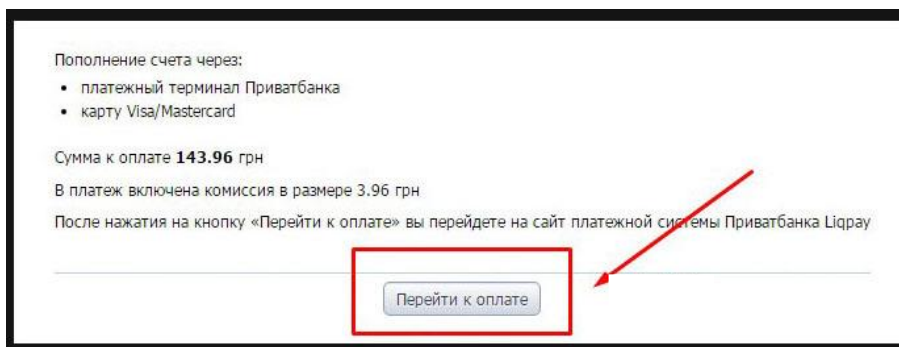 Пополнение счета через:
• платежный терминал Приватбанка
• карту Visa/Mastercard
Сумма к оплате 143.96 грн
В платеж включена комиссия в размере 3.96 грн
После нажатия на кнопку «Перейти к оплате» вы перейдете на сайт платежной системы Приватбанка Liqpay
Перейти к оплате